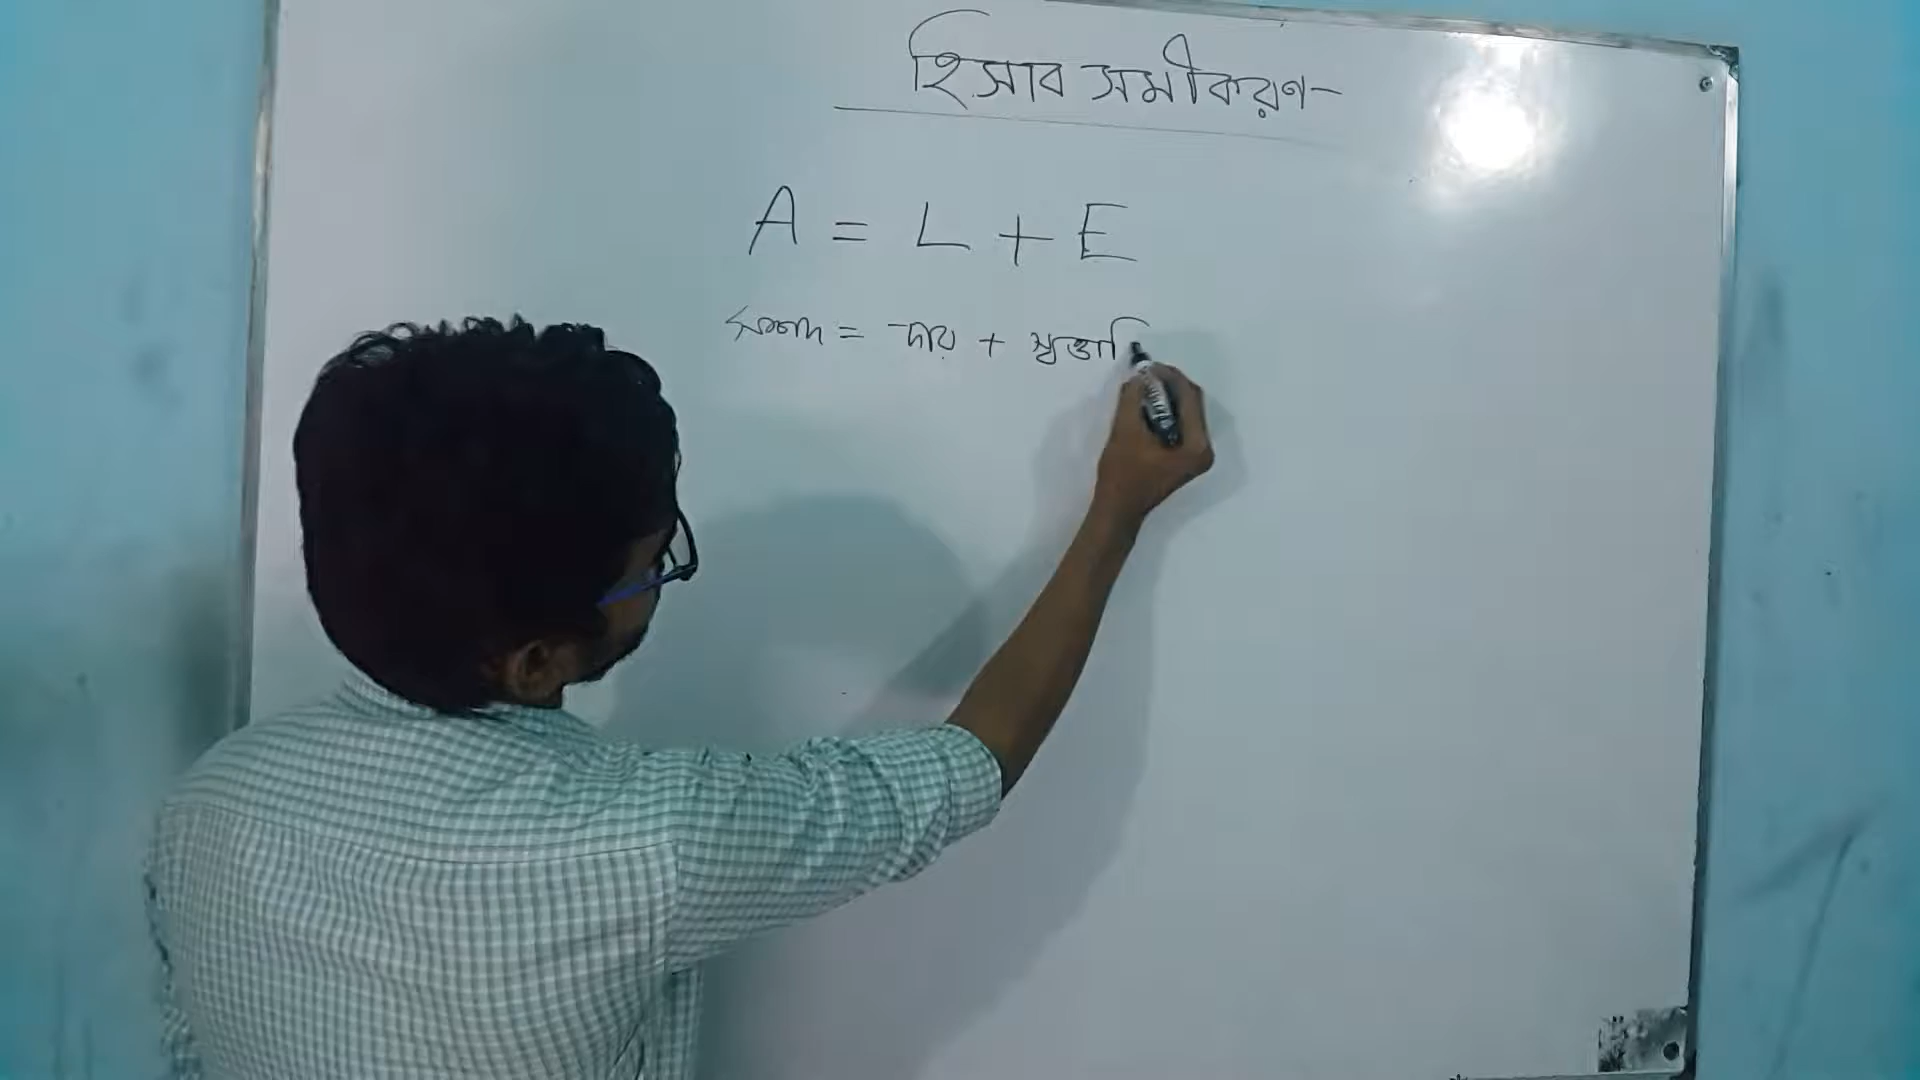 হিসাব সমীকরণ-
A = L + E
সম্পদ = দায় + স্বত্তাি